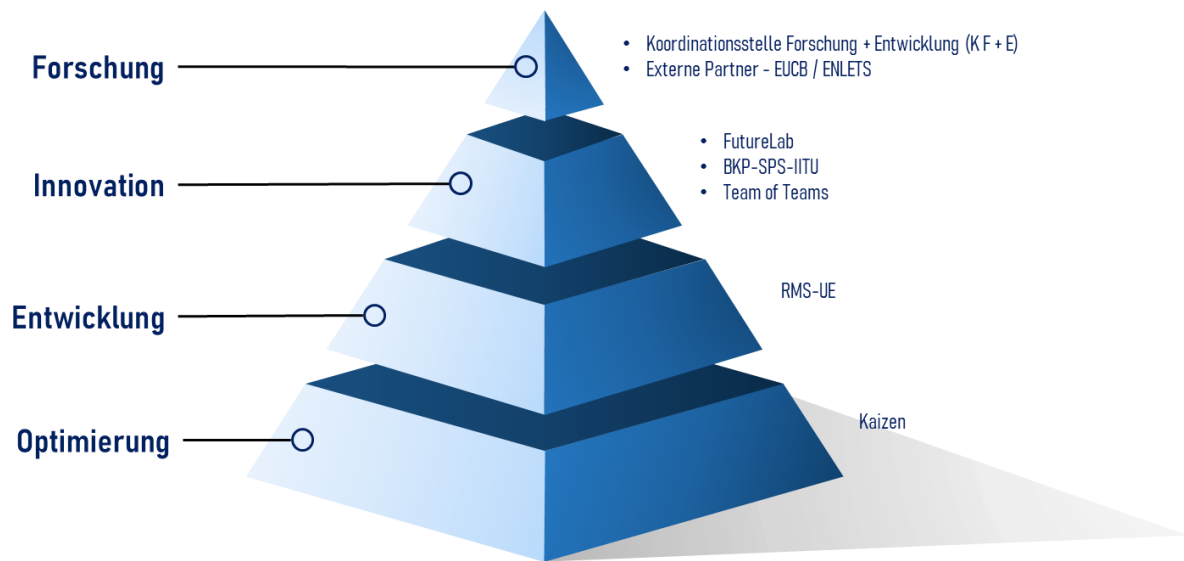 Forschung
• Koordinationsstelle Forschung + Entwicklung (K F + E)
• Externe Partner - EUCB / ENLETS
Innovation
• FutureLab
• BKP-SPS-IITU
• Team of Teams
Entwicklung
RMS-UE
Optimierung
Kaizen